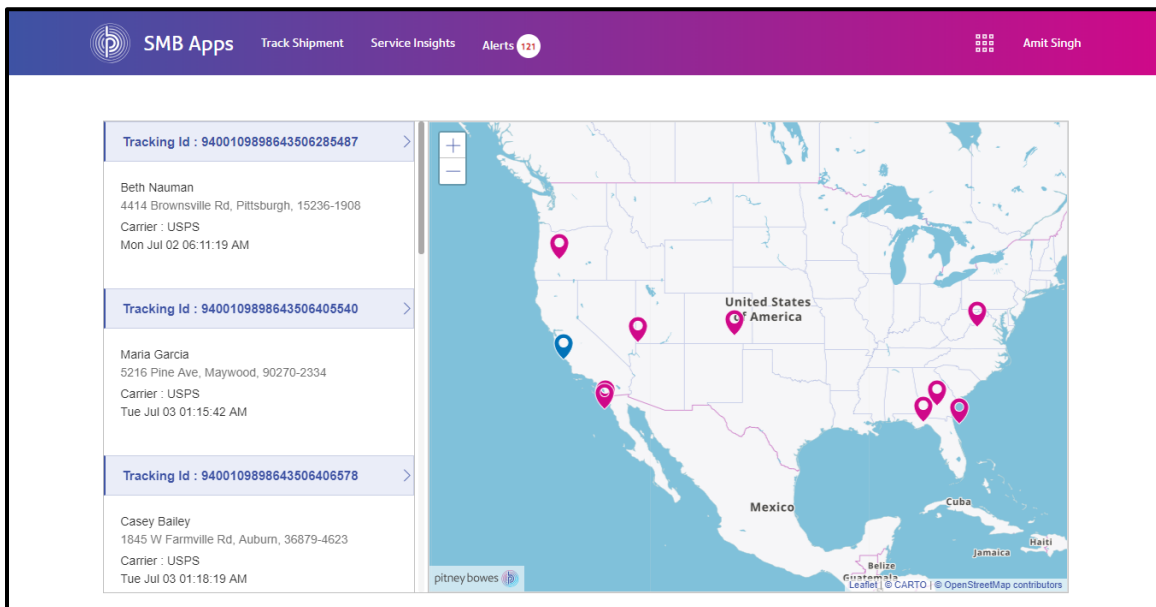 SMB Apps Track Shipment Service Insights Alerts 121 Amit Singh
Tracking Id : 9400109898643506285487
Beth Nauman
4414 Brownsville Rd, Pittsburgh, 15236-1908
Carrier : USPS
Mon Jul 02 06:11:19 AM
Tracking Id : 9400109898643506405540
Maria Garcia
5216 Pine Ave, Maywood, 90270-2334
Carrier : USPS
Tue Jul 03 01:15:42 AM
Tracking Id : 9400109898643506406578
Casey Bailey
1845 W Farmville Rd, Auburn, 36879-4623
Carrier : USPS
Tue Jul 03 01:18:19 AM
+
−
United States
of America
Mexico
Cuba
Haiti
Jamaica
Belize
Guatemala
pitney bowes
Leaflet | © CARTO | © OpenStreetMap contributors